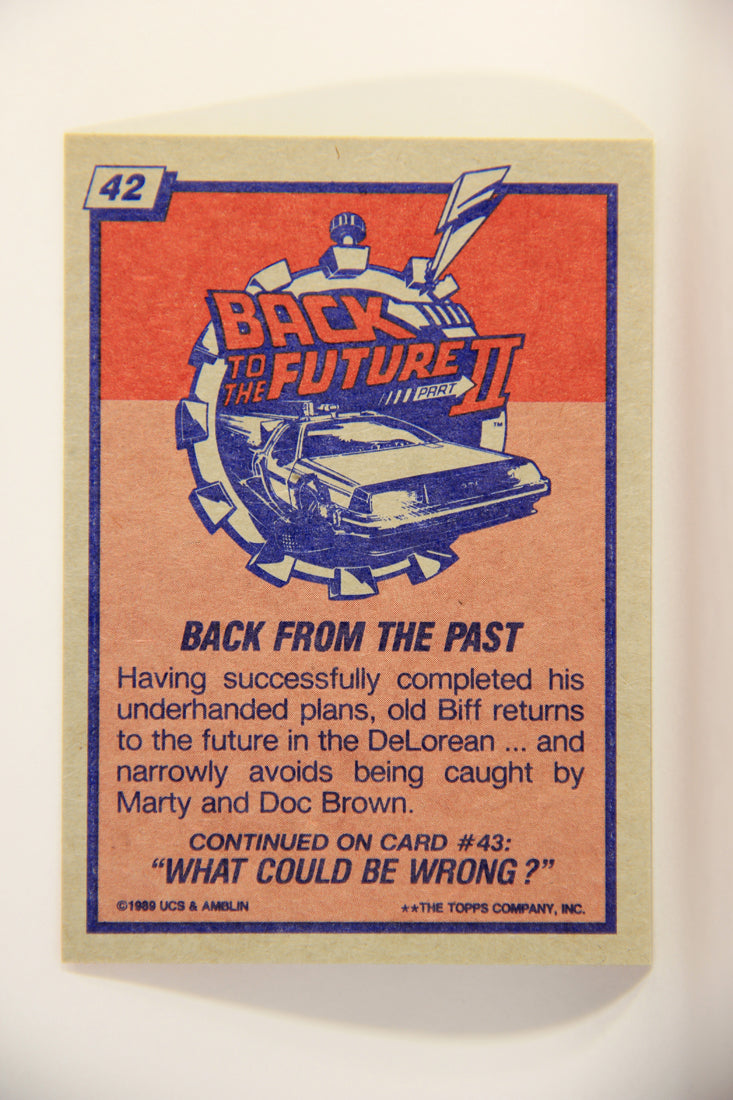 42
BACK
TO
THE FUTURE II
PART
TM
BACK FROM THE PAST
Having successfully completed his
underhanded plans, old Biff returns
to the future in the DeLorean ... and
narrowly avoids being caught by
Marty and Doc Brown.
CONTINUED ON CARD #43:
“WHAT COULD BE WRONG?”
©1989 UCS & AMBLIN
**THE TOPPS COMPANY, INC.